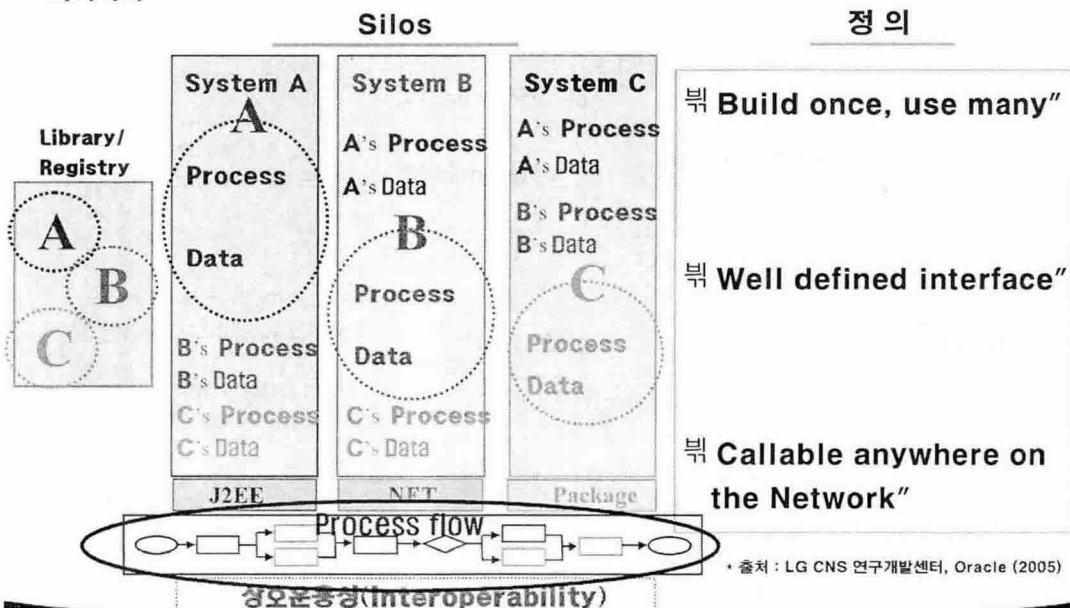 Silos
정 의
System A
A
Process
Data
B's Process
B's Data
C's Process
C's Data
J2EE
System B
A's Process
A's Data
B
Process
Data
C's Process
C's Data
NET
System C
A's Process
A's Data
B's Process
B's Data
C
Process
Data
Package
Library/
Registry
A
B
C
Build once, use many"
Well defined interface"
Callable anywhere on
the Network"
Process flow
* 출처 : LG CNS 연구개발센터, Oracle (2005)
상호운용성(Interoperability)